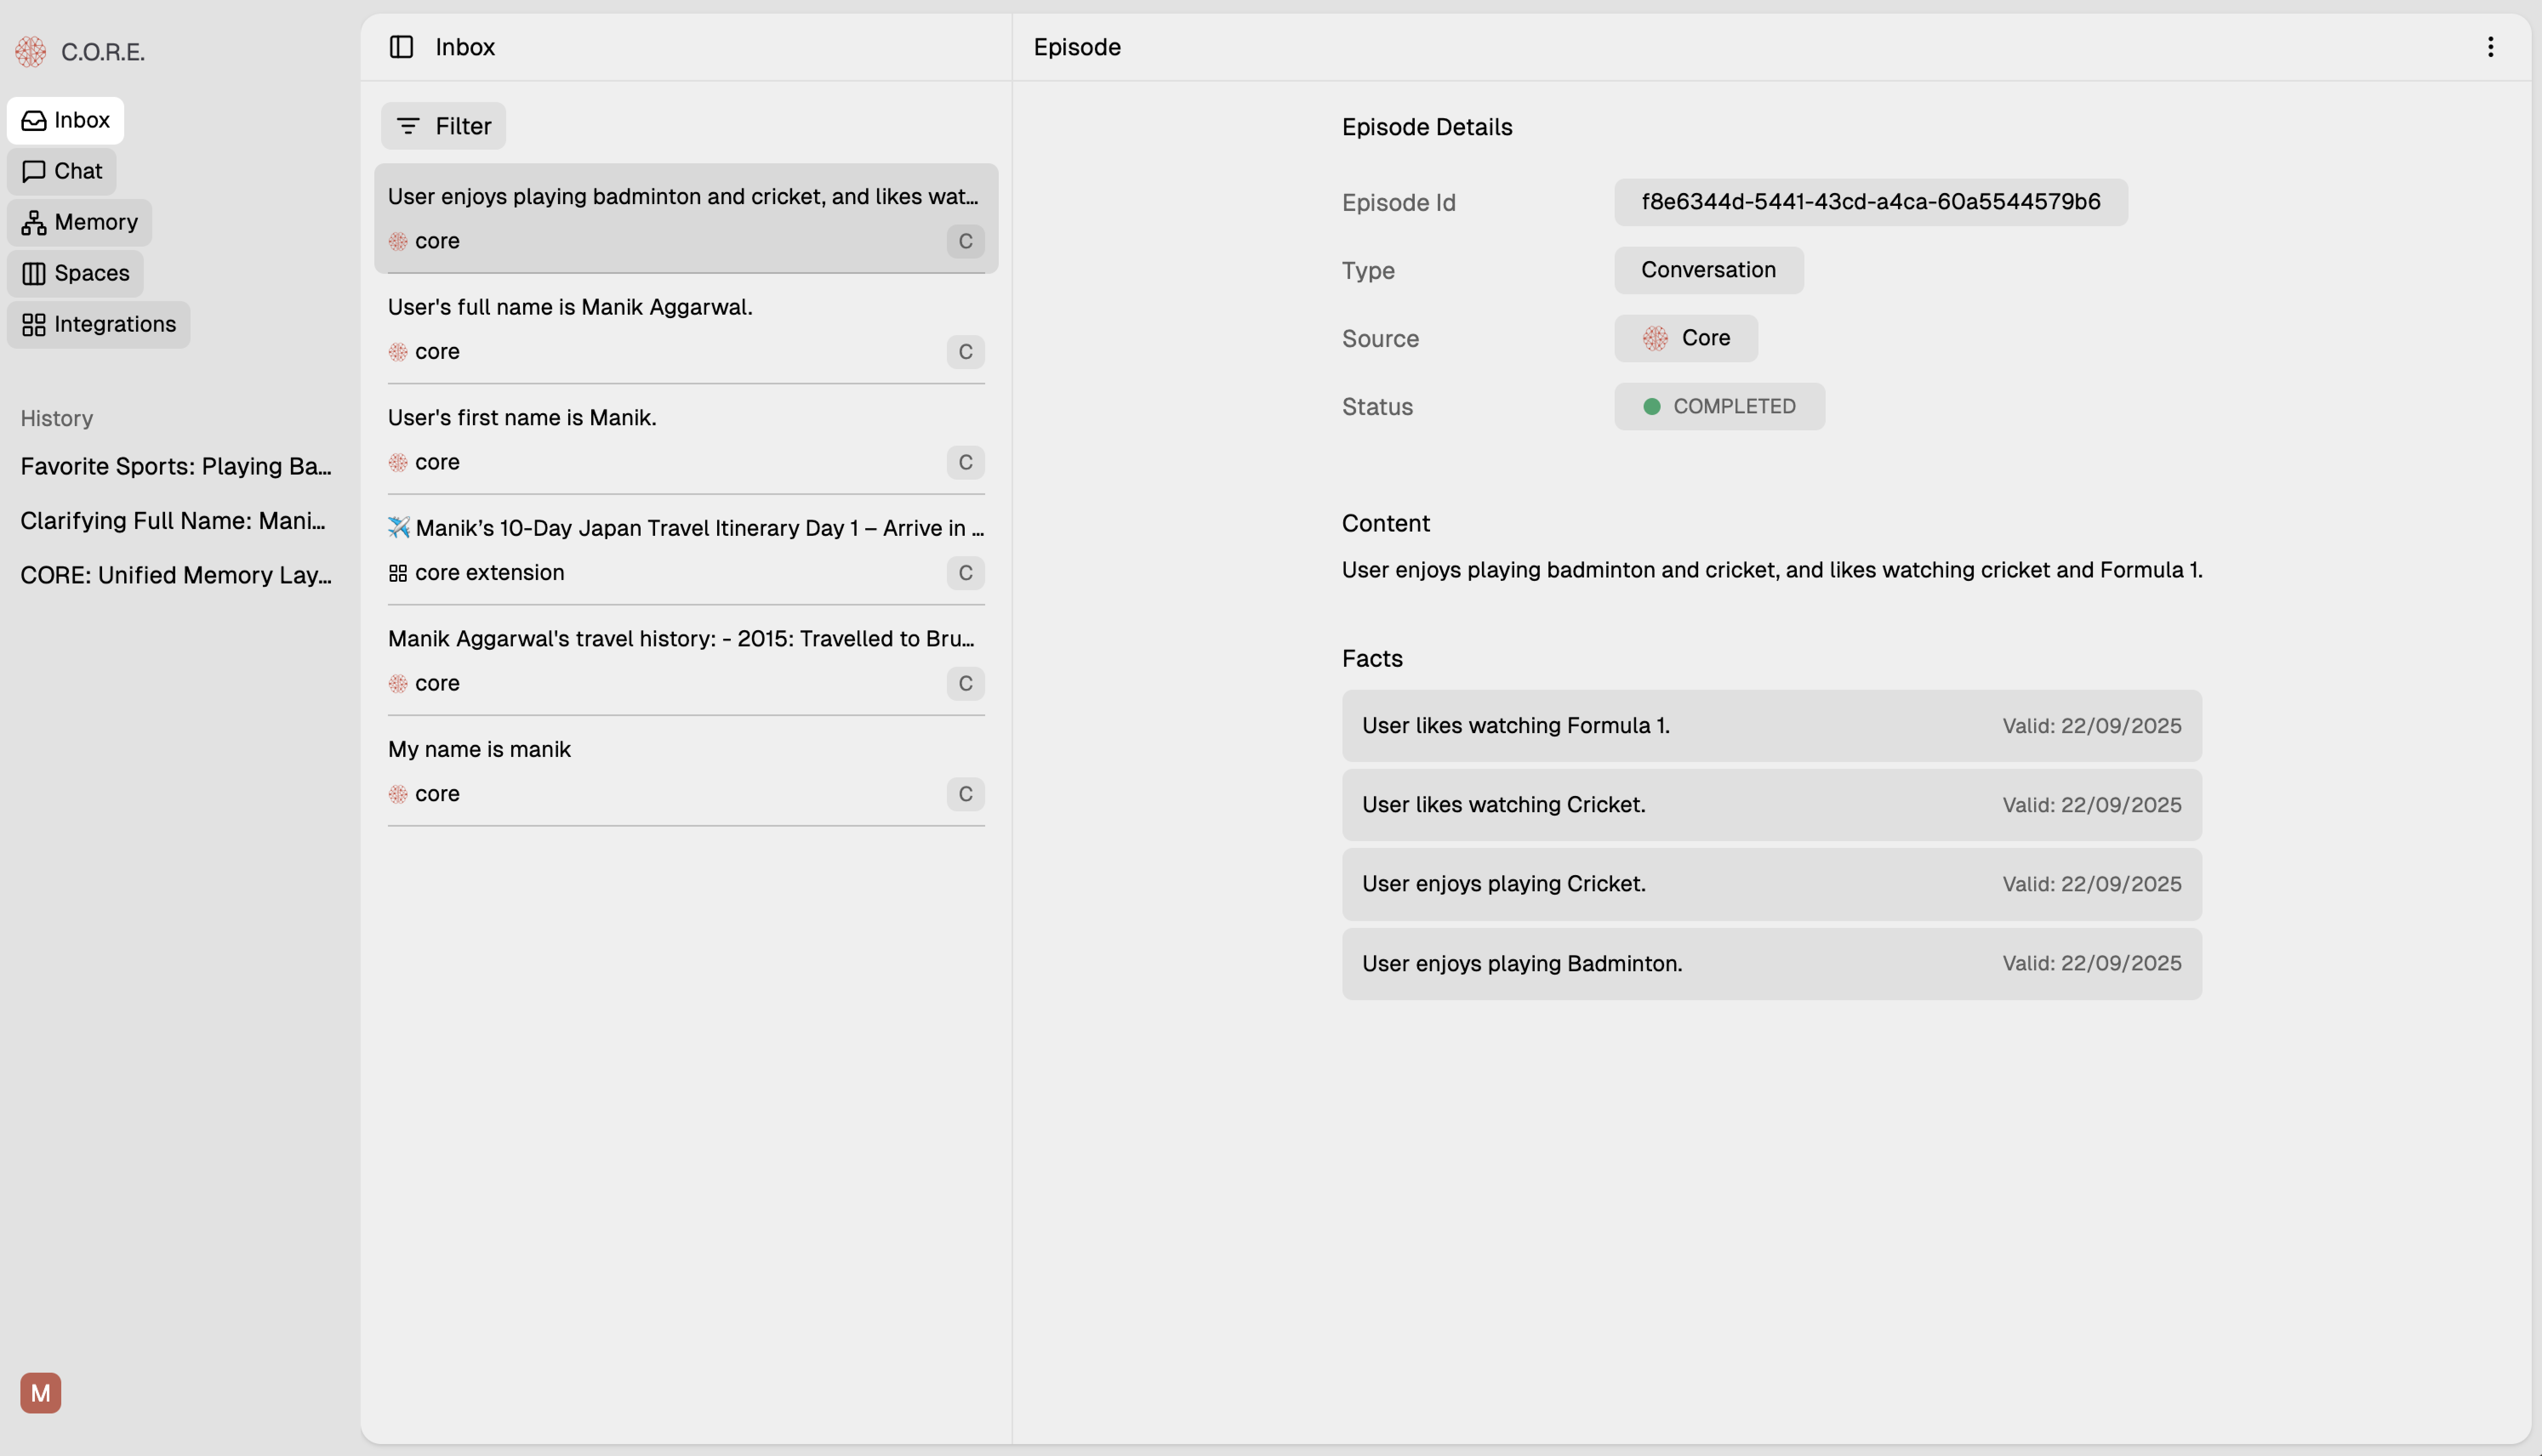 C.O.R.E.
Inbox
Chat
Memory
Spaces
Integrations
History
Favorite Sports: Playing Ba...
Clarifying Full Name: Mani...
CORE: Unified Memory Lay...
M
Inbox
Filter
User enjoys playing badminton and cricket, and likes wat...
core C
User's full name is Manik Aggarwal.
core C
User's first name is Manik.
core C
✈️ Manik’s 10-Day Japan Travel Itinerary Day 1 – Arrive in ...
core extension C
Manik Aggarwal's travel history: - 2015: Travelled to Bru...
core C
My name is manik
core C
Episode
Episode Details
Episode Id f8e6344d-5441-43cd-a4ca-60a5544579b6
Type Conversation
Source Core
Status COMPLETED
Content
User enjoys playing badminton and cricket, and likes watching cricket and Formula 1.
Facts
User likes watching Formula 1. Valid: 22/09/2025
User likes watching Cricket. Valid: 22/09/2025
User enjoys playing Cricket. Valid: 22/09/2025
User enjoys playing Badminton. Valid: 22/09/2025